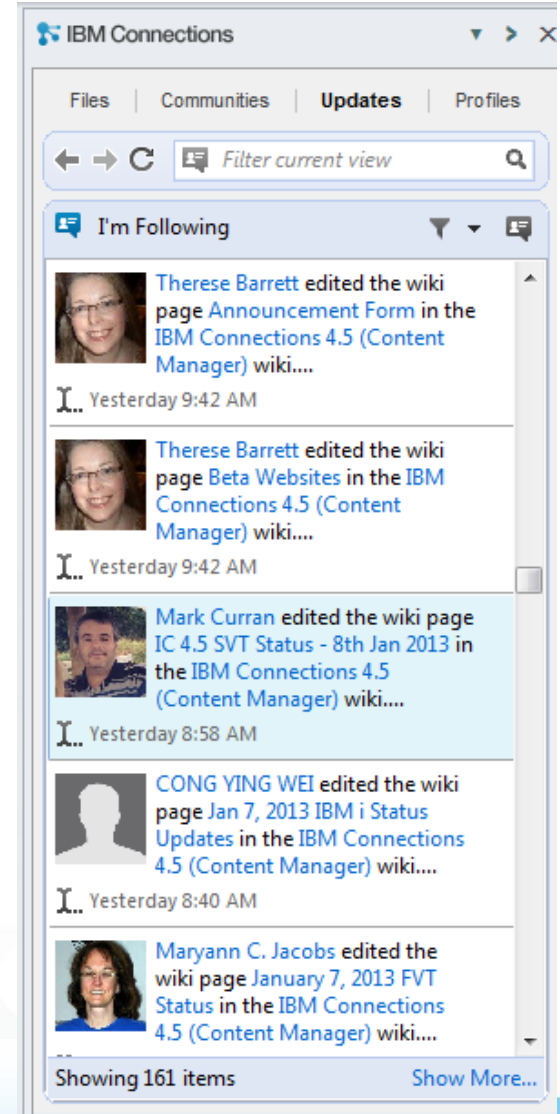 IBM Connections
Files | Communities | Updates | Profiles
Filter current view
I'm Following
Therese Barrett edited the wiki
page Announcement Form in the
IBM Connections 4.5 (Content
Manager) wiki....
Yesterday 9:42 AM
Therese Barrett edited the wiki
page Beta Websites in the IBM
Connections 4.5 (Content
Manager) wiki....
Yesterday 9:42 AM
Mark Curran edited the wiki page
IC 4.5 SVT Status - 8th Jan 2013 in
the IBM Connections 4.5
(Content Manager) wiki....
Yesterday 8:58 AM
CONG YING WEI edited the wiki
page Jan 7, 2013 IBM i Status
Updates in the IBM Connections
4.5 (Content Manager) wiki....
Yesterday 8:40 AM
Maryann C. Jacobs edited the
wiki page January 7, 2013 FVT
Status in the IBM Connections
4.5 (Content Manager) wiki....
Showing 161 items Show More...